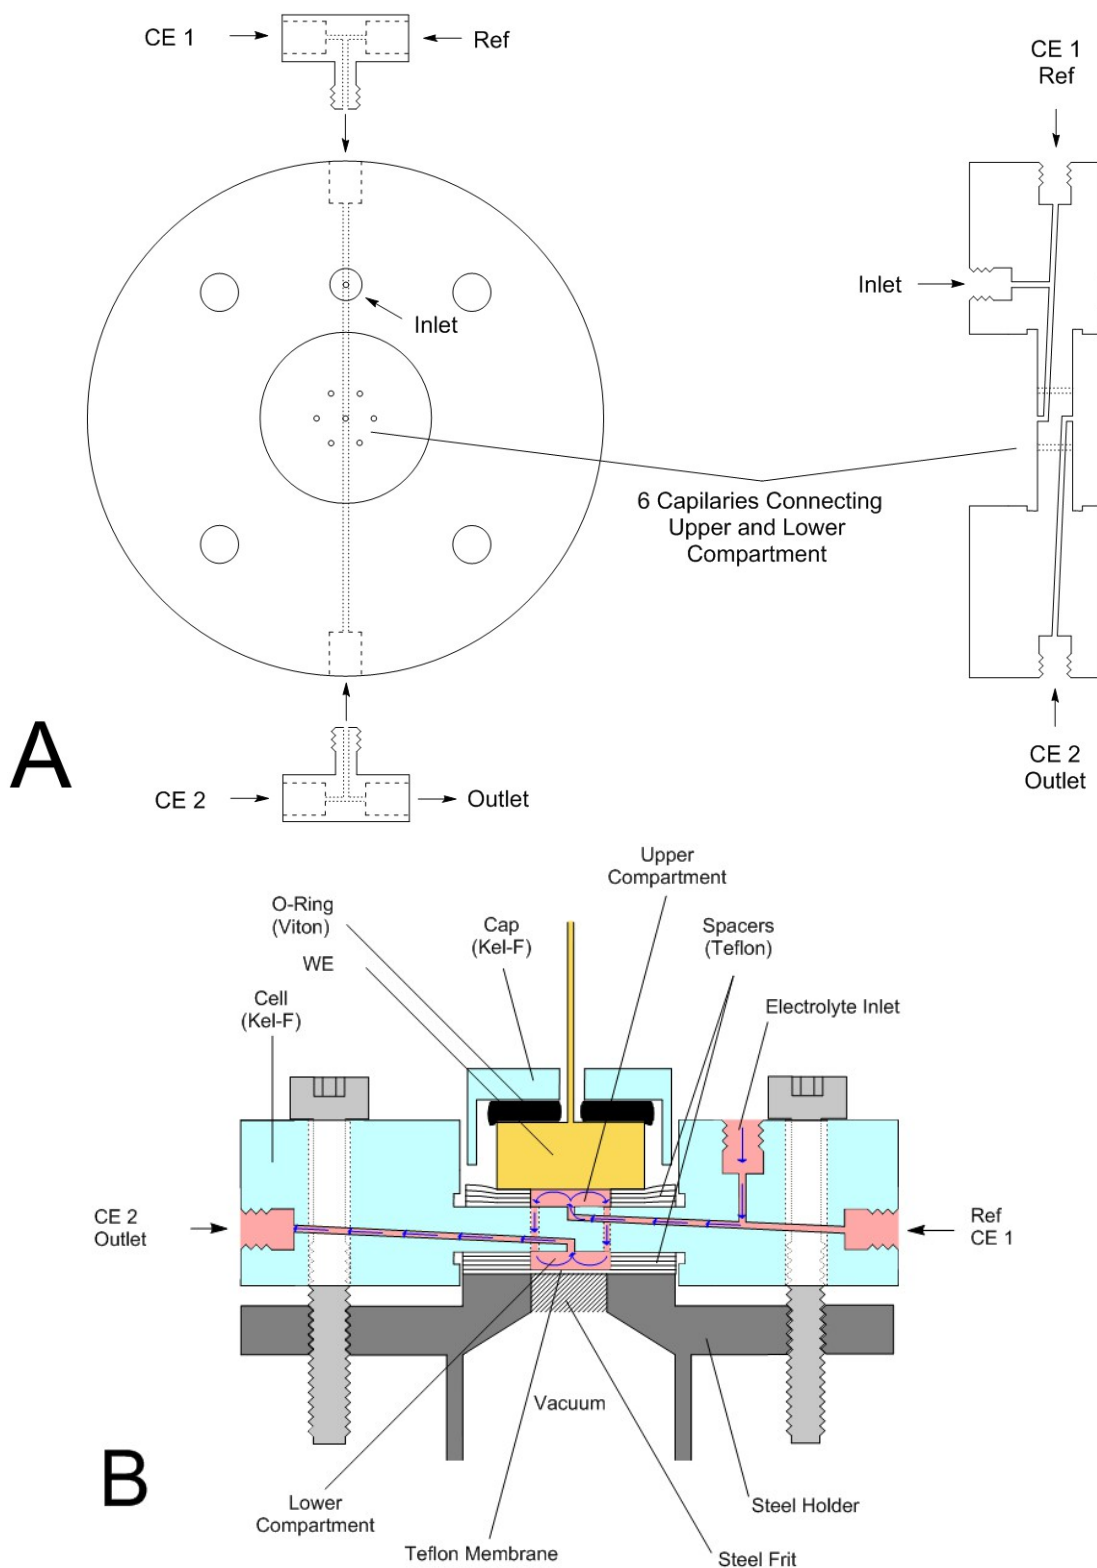 CE 1
Ref
CE 1
Ref
Inlet
Inlet
6 Capilaries Connecting
Upper and Lower
Compartment
A
CE 2
Outlet
CE 2
Outlet
Upper
Compartment
O-Ring
(Viton)
Cap
(Kel-F)
Spacers
(Teflon)
WE
Cell
(Kel-F)
Electrolyte Inlet
CE 2
Outlet
Ref
CE 1
Vacuum
B
Lower
Compartment
Teflon Membrane
Steel Frit
Steel Holder